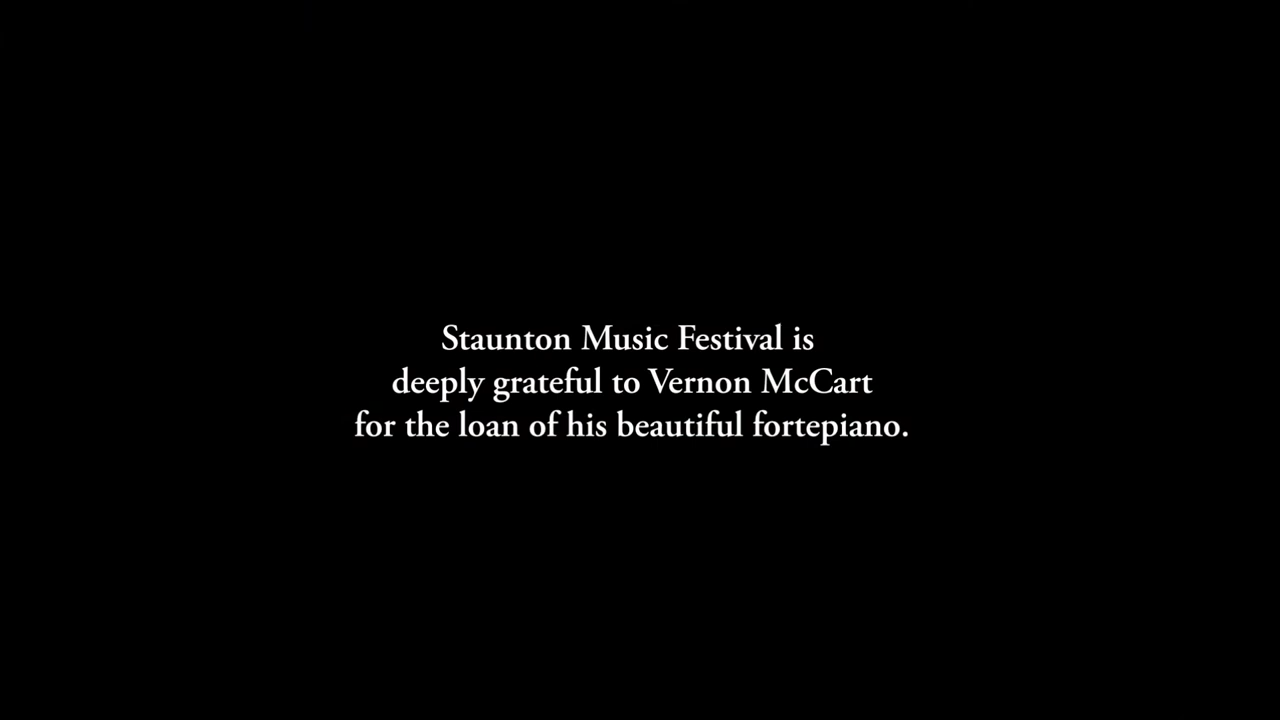 Staunton Music Festival is
deeply grateful to Vernon McCart
for the loan of his beautiful fortepiano.